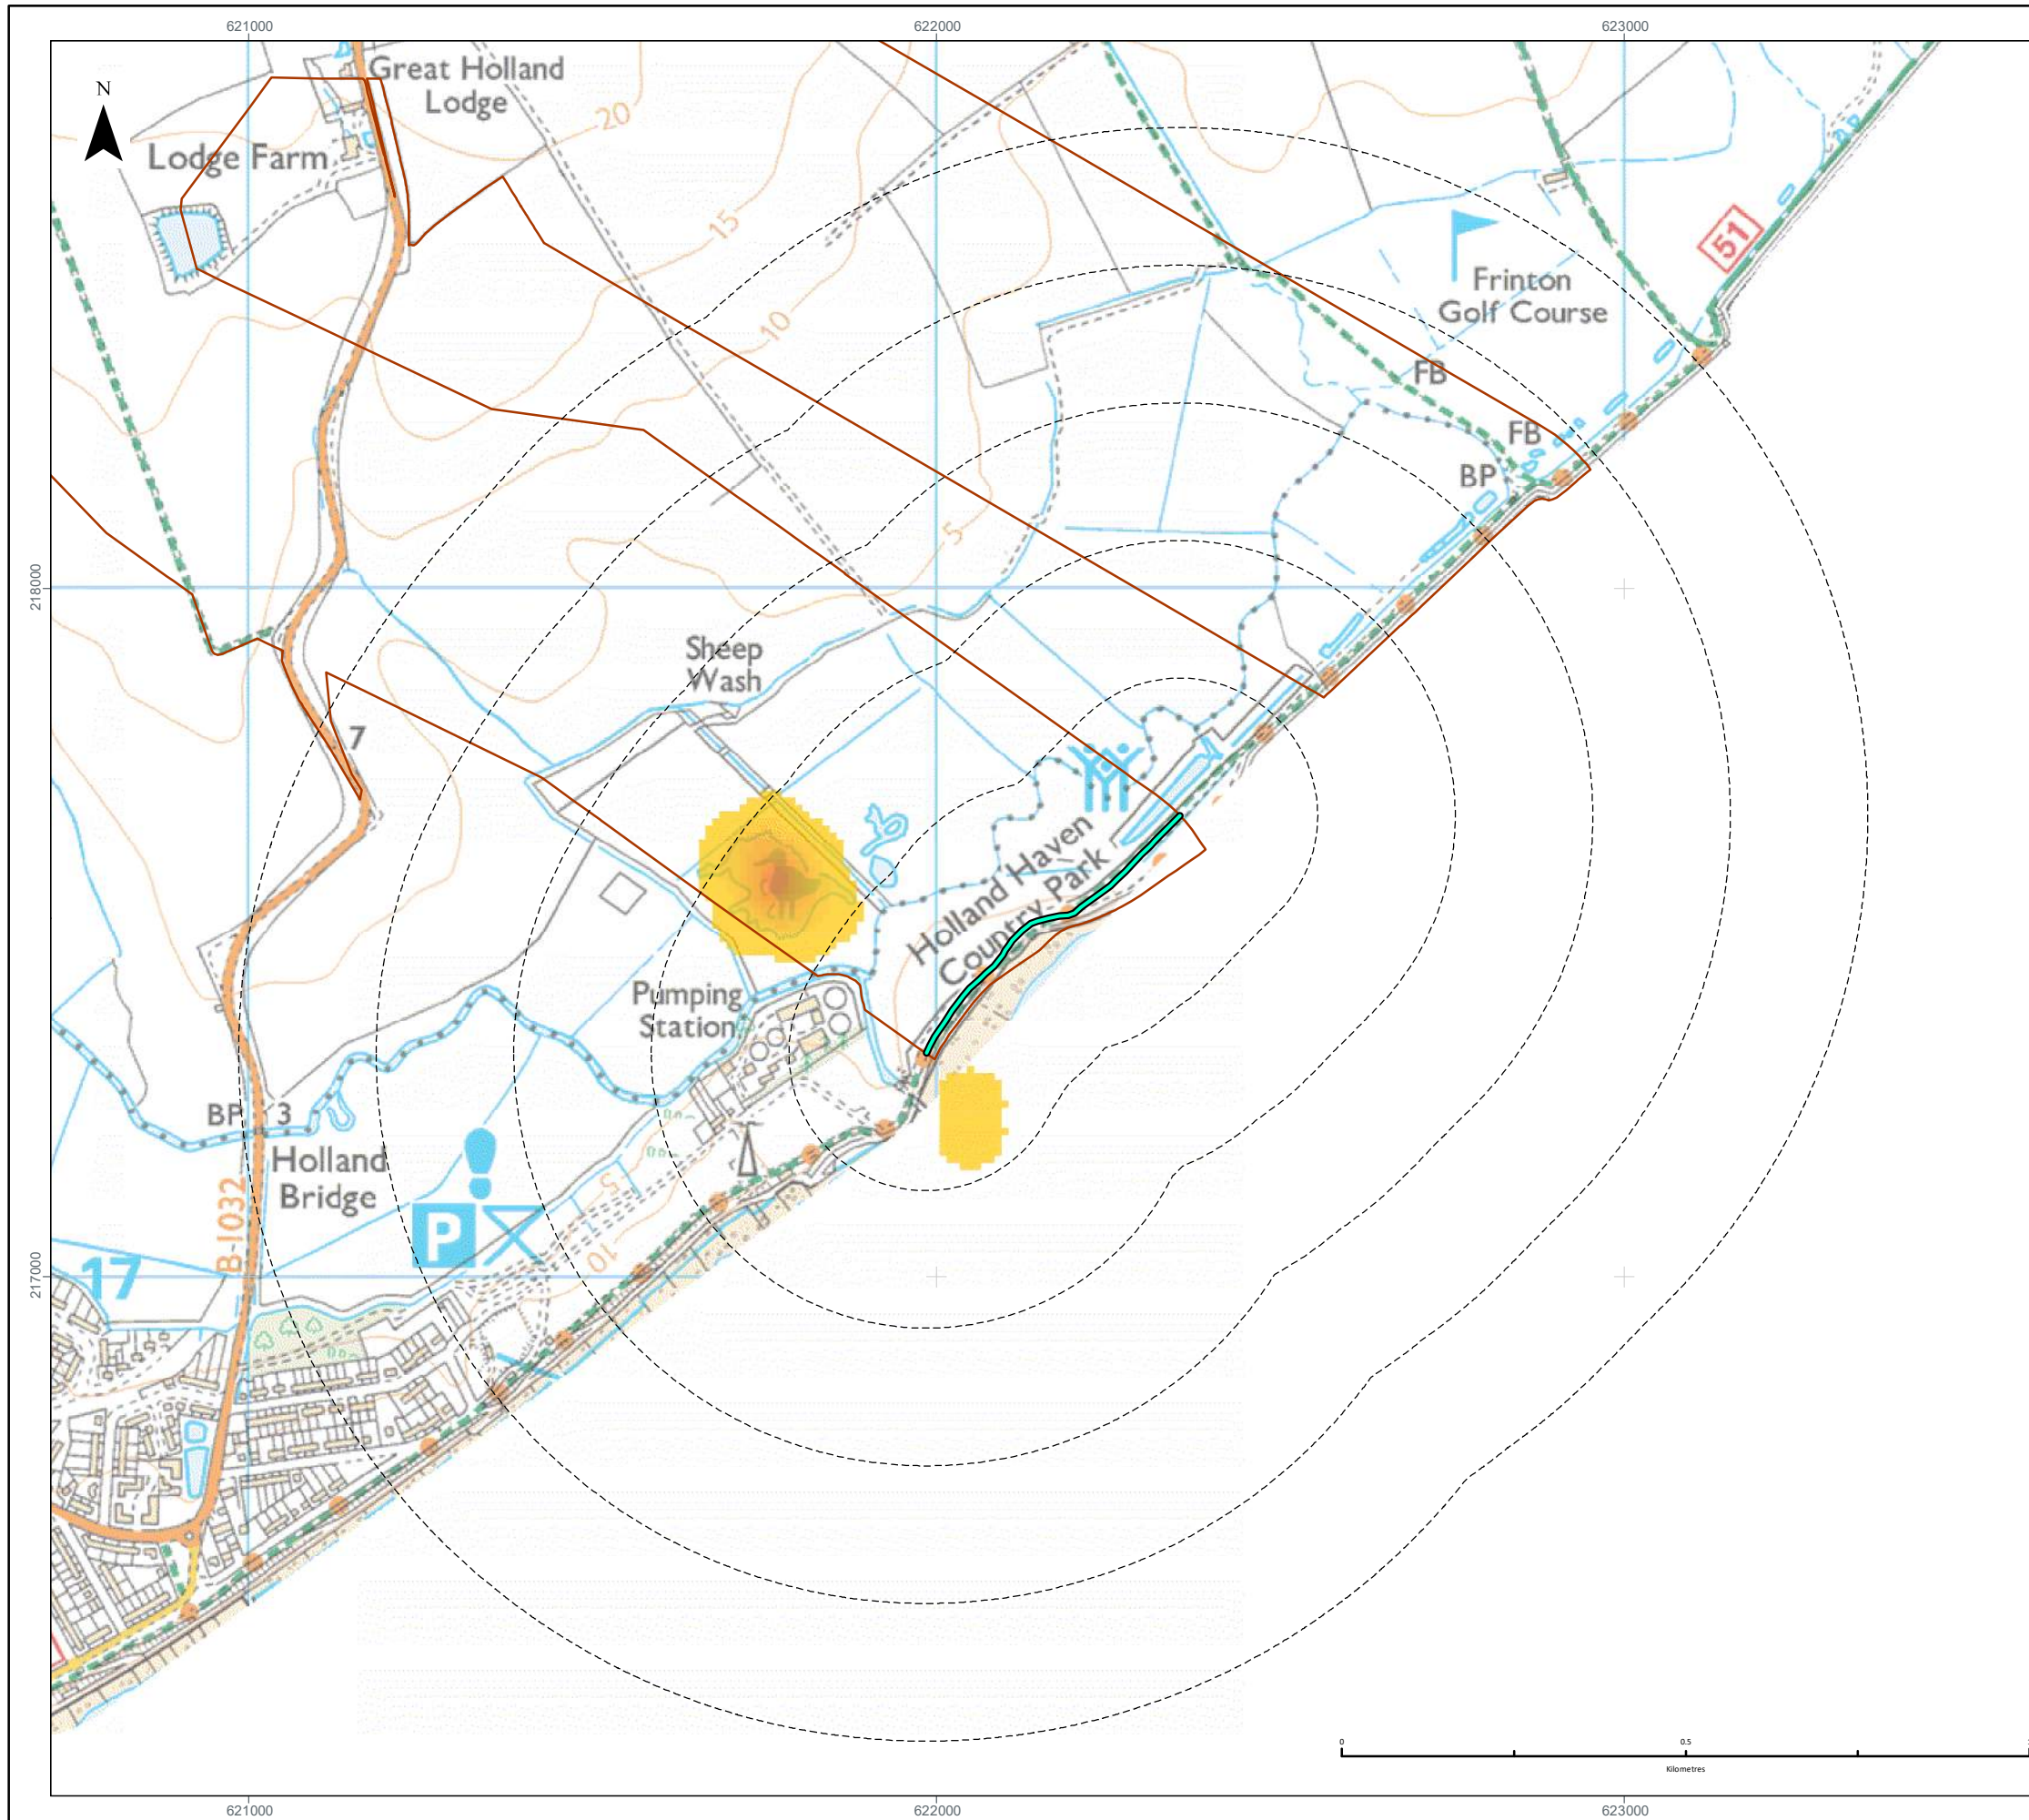 621000
622000
623000
N
Great Holland
Lodge
20
Lodge Farm
15
51
Frinton
Golf Course
10
FB
FB
BP
5
218000
Sheep
Wash
7
Holland Haven
Country Park
Pumping
Station
BP
3
Holland
Bridge
B1032
15
P
10
17
217000
0
0.5
Kilometres
621000
622000
623000